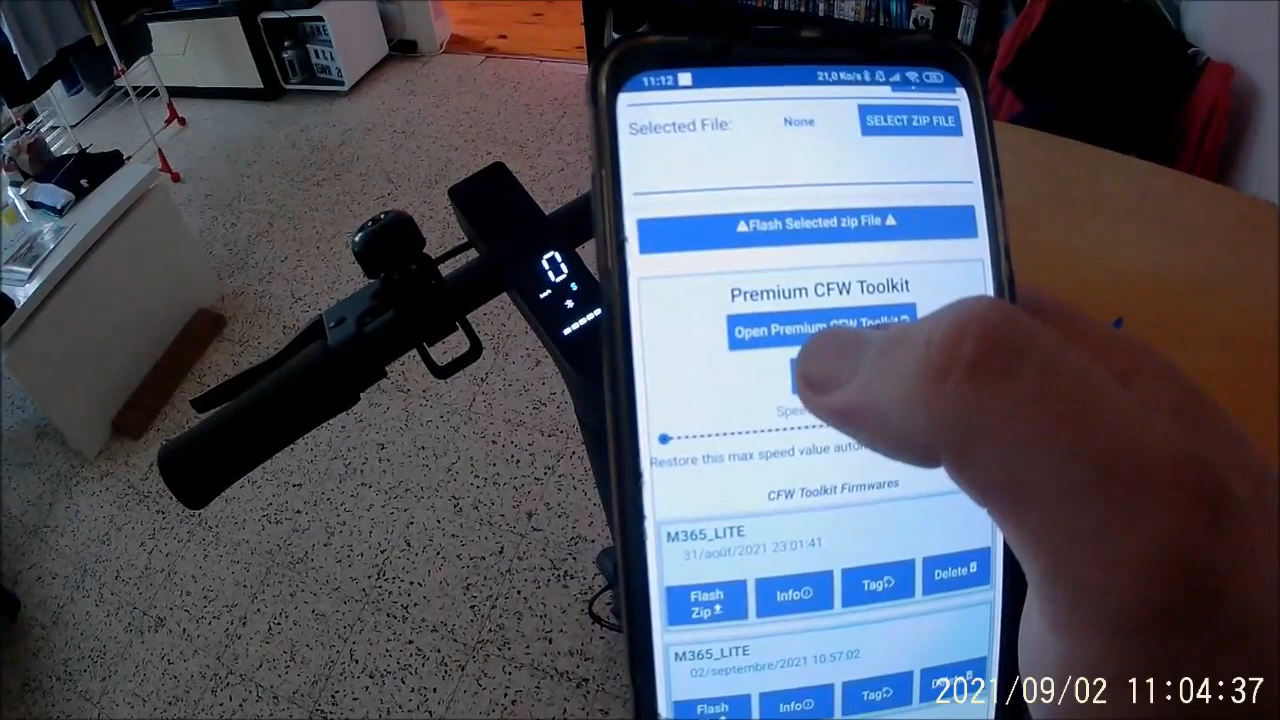 11:12
21,0 Ko/s
Selected File:
None
SELECT ZIP FILE
Flash Selected zip File
Premium CFW Toolkit
Open Premium CFW Toolkit
Restore this max speed value
CFW Toolkit Firmwares
M365_LITE
31/août/2021 23:01:41
Flash
Zip
Info
Tag
Delete
M365_LITE
02/septembre/2021 10:57:02
Flash
Info
Tag
0
S
2021/09/02 11:04:37